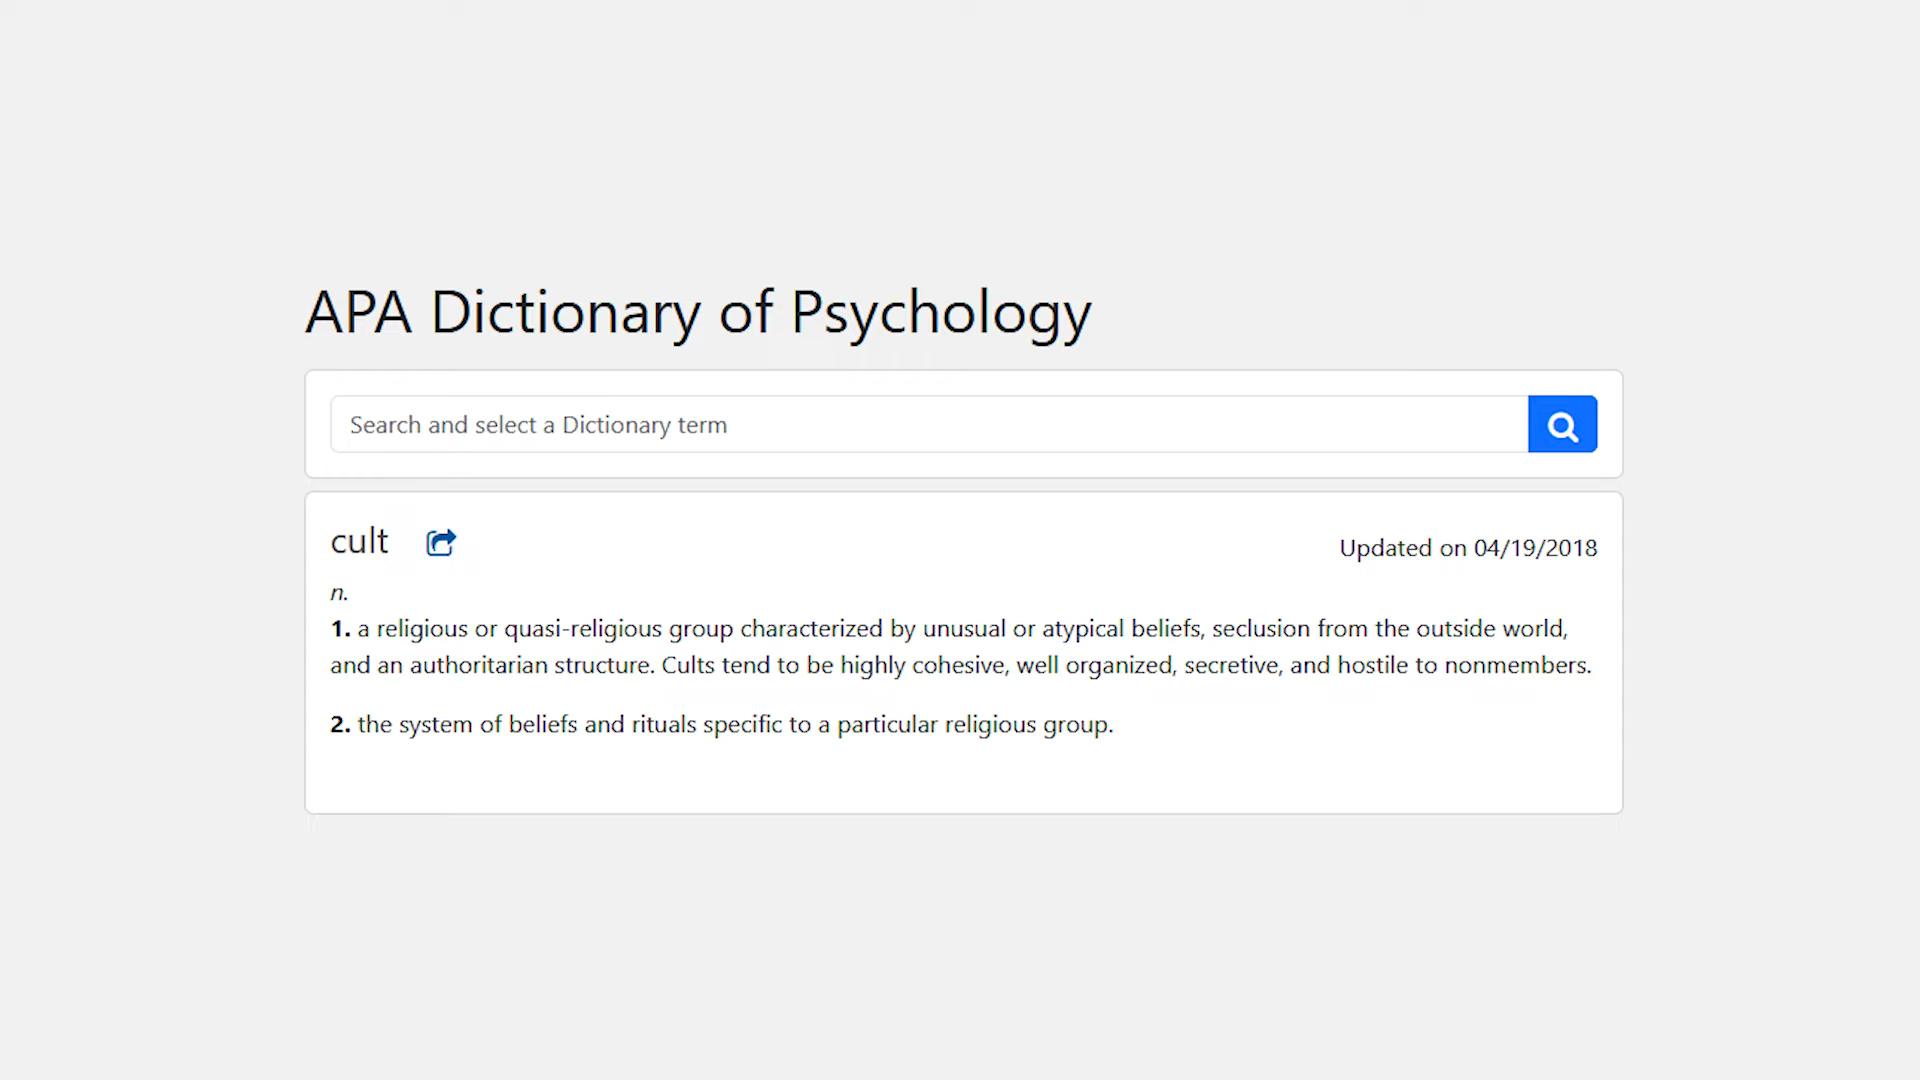 APA Dictionary of Psychology
Search and select a Dictionary term
cult
Updated on 04/19/2018
n.
1. a religious or quasi-religious group characterized by unusual or atypical beliefs, seclusion from the outside world,
and an authoritarian structure. Cults tend to be highly cohesive, well organized, secretive, and hostile to nonmembers.
2. the system of beliefs and rituals specific to a particular religious group.